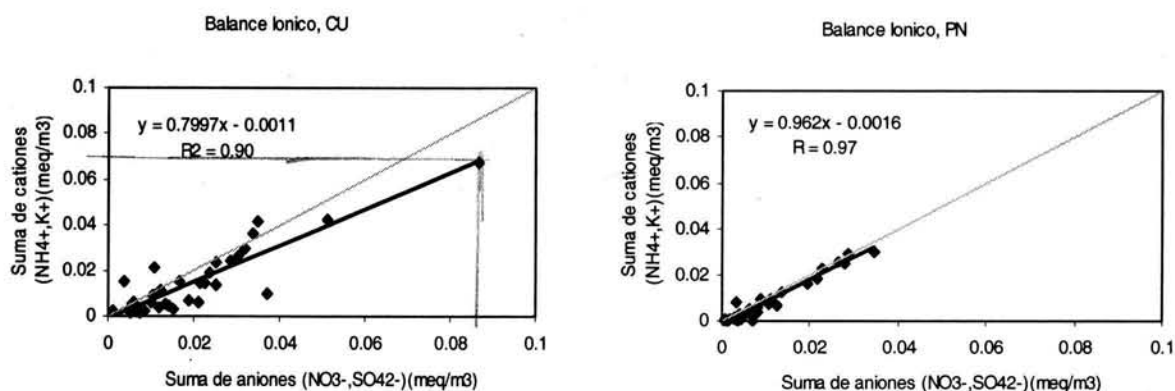 Balance Ionico, CU
Suma de cationes
(NH4+,K+)(meq/m3)
0.1
0.08
0.06
0.04
0.02
0
y = 0.7997x - 0.0011
R2 = 0.90
0
0.02
0.04
0.06
0.08
0.1
Suma de aniones (NO3-,SO42-)(meq/m3)
Balance Ionico, PN
Suma de cationes
(NH4+,K+)(meq/m3)
0.1
0.08
0.06
0.04
0.02
0
y = 0.962x - 0.0016
R = 0.97
0
0.02
0.04
0.06
0.08
0.1
Suma de aniones (NO3-,SO42-)(meq/m3)